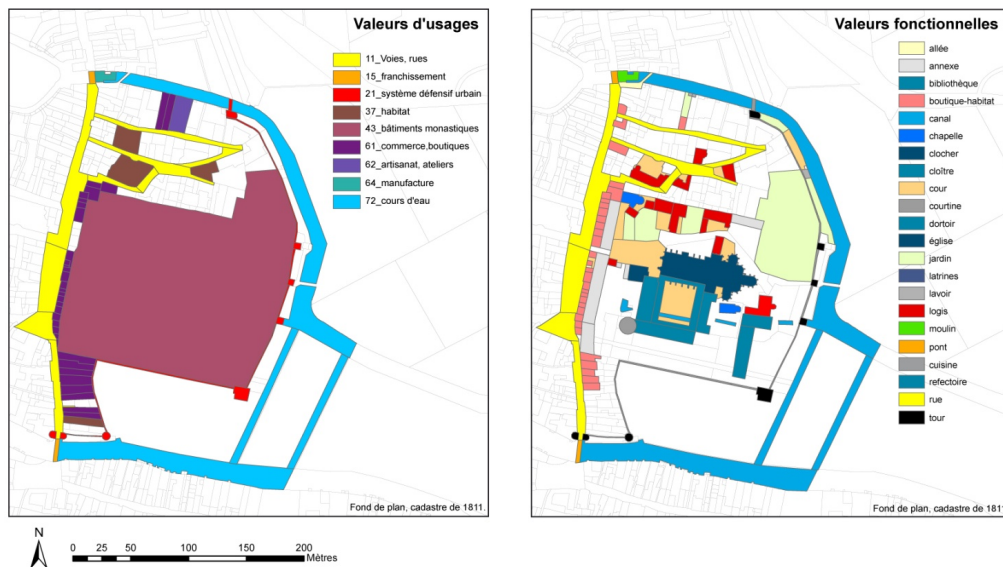 Valeurs d'usages
11_Voies, rues
15_franchissement
21_système défensif urbain
37_habitat
43_bâtiments monastiques
61_commerce,boutiques
62_artisanat, ateliers
64_manufacture
72_cours d'eau
Fond de plan, cadastre de 1811.
Valeurs fonctionnelles
allée
annexe
bibliothèque
boutique-habitat
canal
chapelle
clocher
cloître
cour
courtine
dortoir
église
jardin
latrines
lavoir
logis
moulin
pont
cuisine
refectoire
rue
tour
Fond de plan, cadastre de 181
N
0 25 50 100 150 200
Mètres